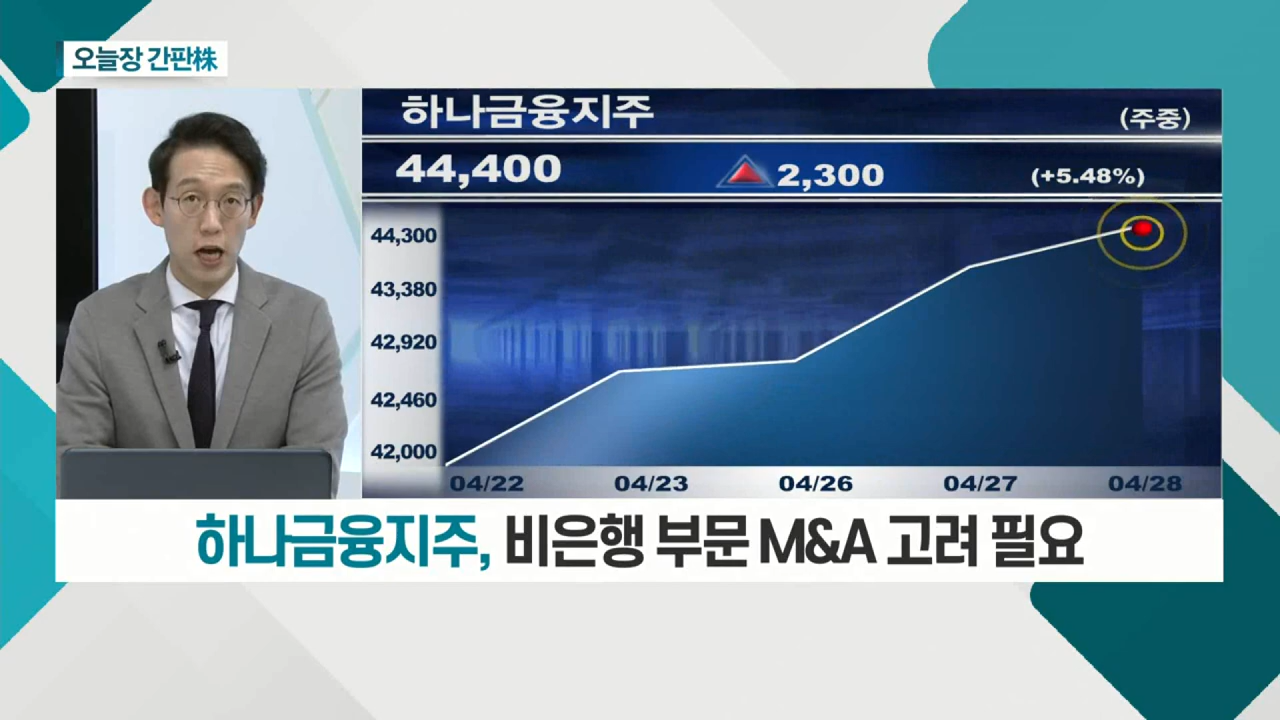 오늘장 간판株
하나금융지주
(주중)
44,400 2,300 (+5.48%)
44,300
43,380
42,920
42,460
42,000
04/22 04/23 04/26 04/27 04/28
하나금융지주, 비은행 부문 M&A 고려 필요